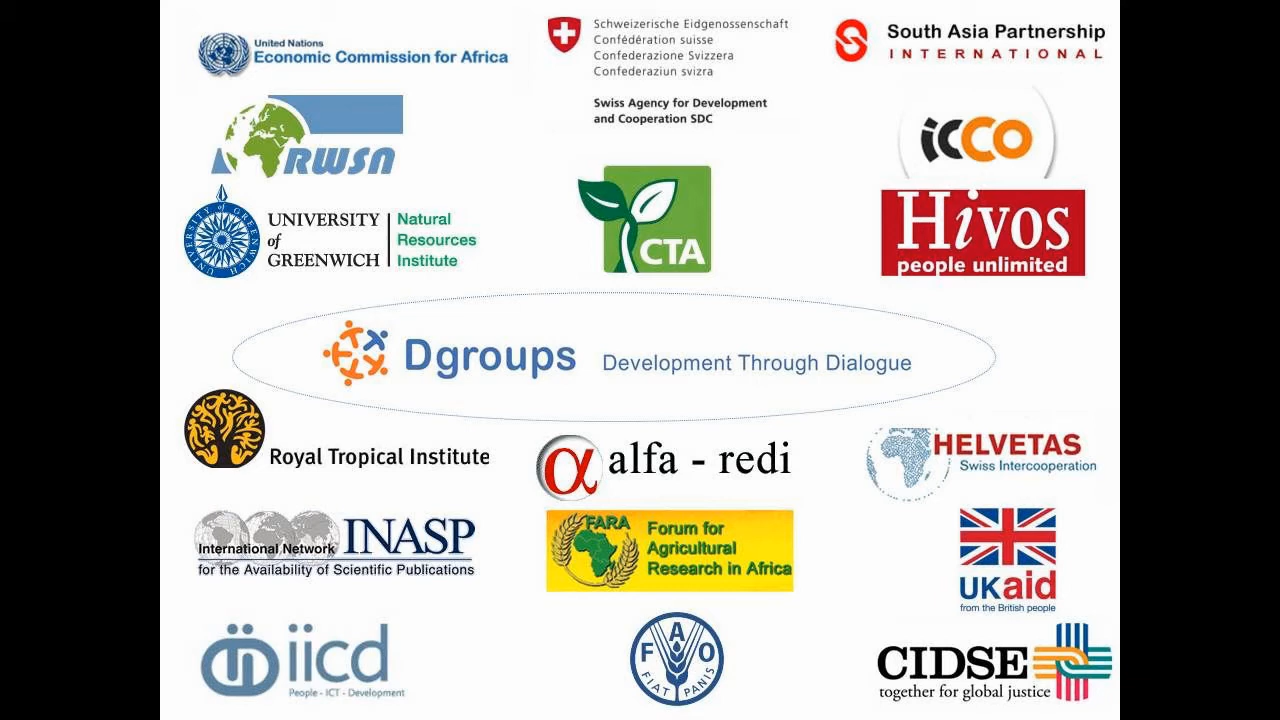 United Nations
Economic Commission for Africa
Schweizerische Eidgenossenschaft
Confédération suisse
Confederazione Svizzera
Confederaziun svizra
Swiss Agency for Development
and Cooperation SDC
South Asia Partnership
INTERNATIONAL
RWSN
icco
UNIVERSITY of GREENWICH
UNIVERSITY
of
GREENWICH
Natural
Resources
Institute
CTA
Hivos
people unlimited
Dgroups Development Through Dialogue
Royal Tropical Institute
α alfa - redi
HELVETAS
Swiss Intercooperation
INASP
International Network
for the Availability of Scientific Publications
FARA
Forum for
Agricultural
Research in Africa
UKaid
from the British people
iicd
People - ICT - Development
FAO
FIAT PANIS
CIDSE
together for global justice